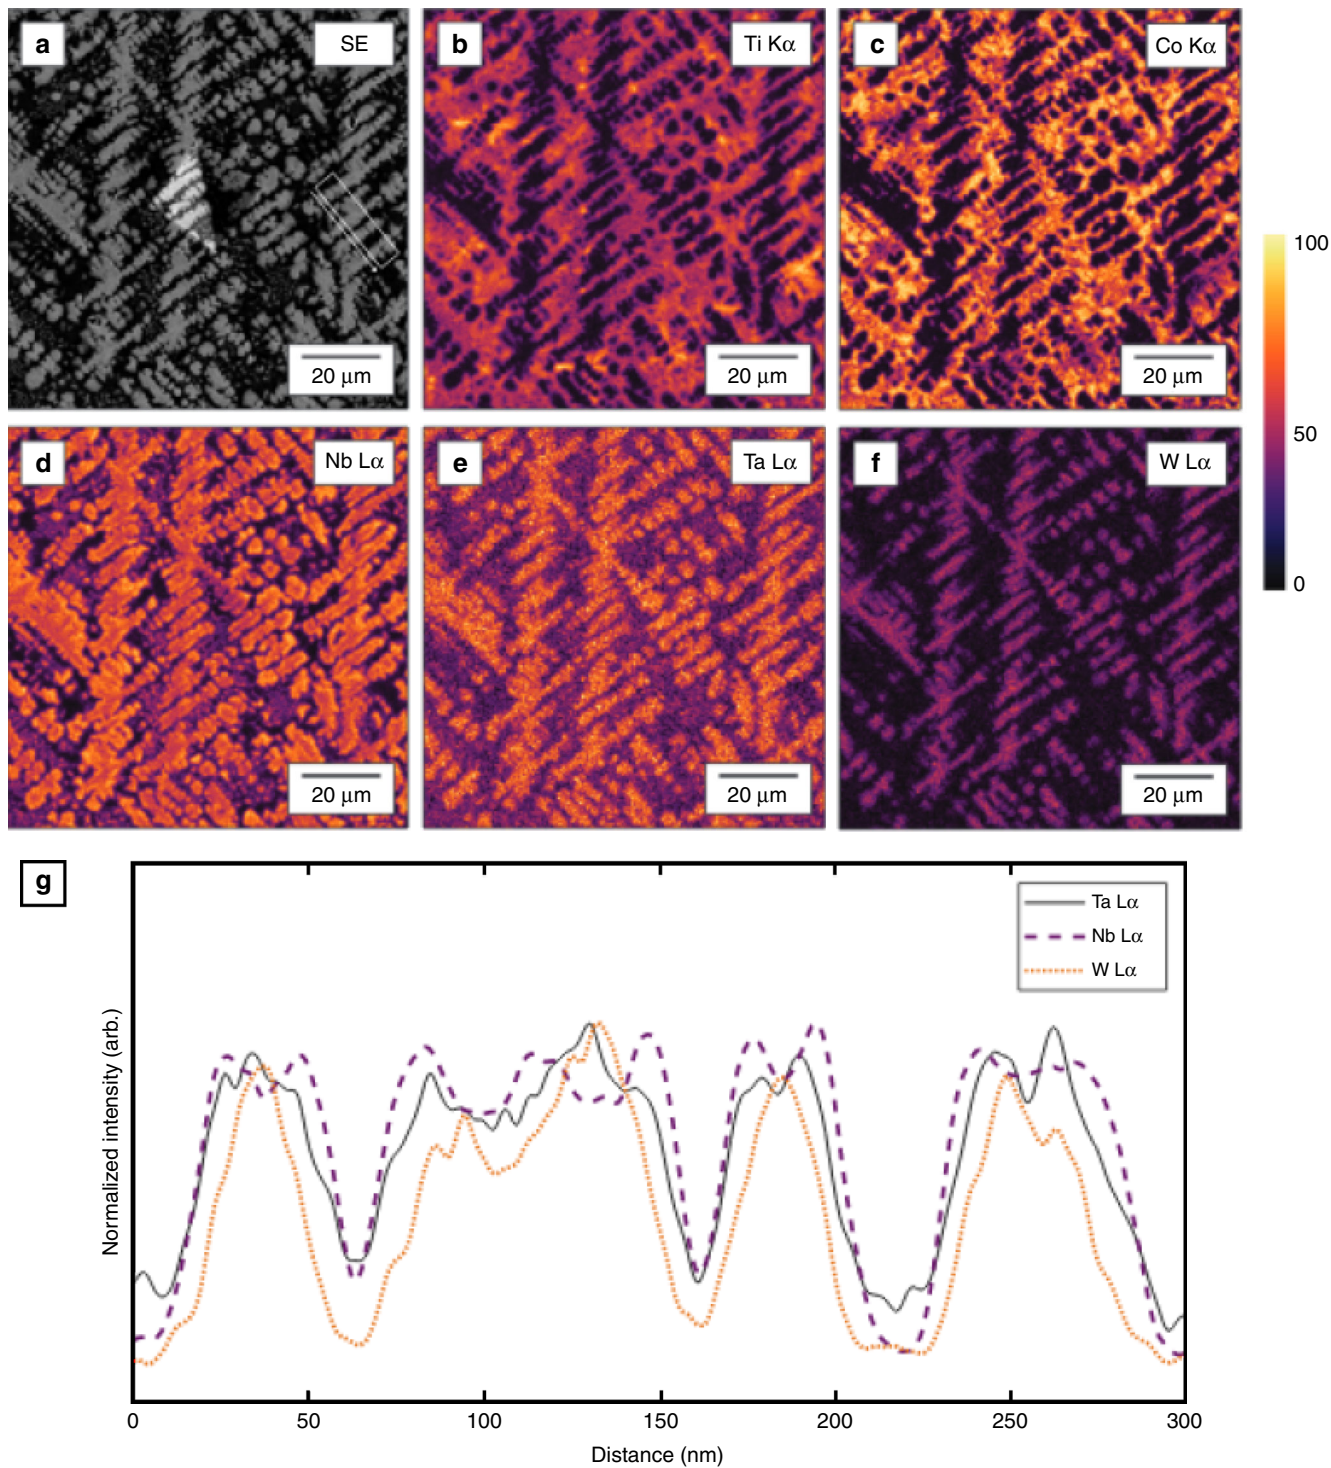 a
SE
20 μm
b
Ti Kα
20 μm
c
Co Kα
20 μm
100
50
0
d
Nb Lα
20 μm
e
Ta Lα
20 μm
f
W Lα
20 μm
g
Ta Lα
Nb Lα
W Lα
Normalized intensity (arb.)
0 50 100 150 200 250 300
Distance (nm)